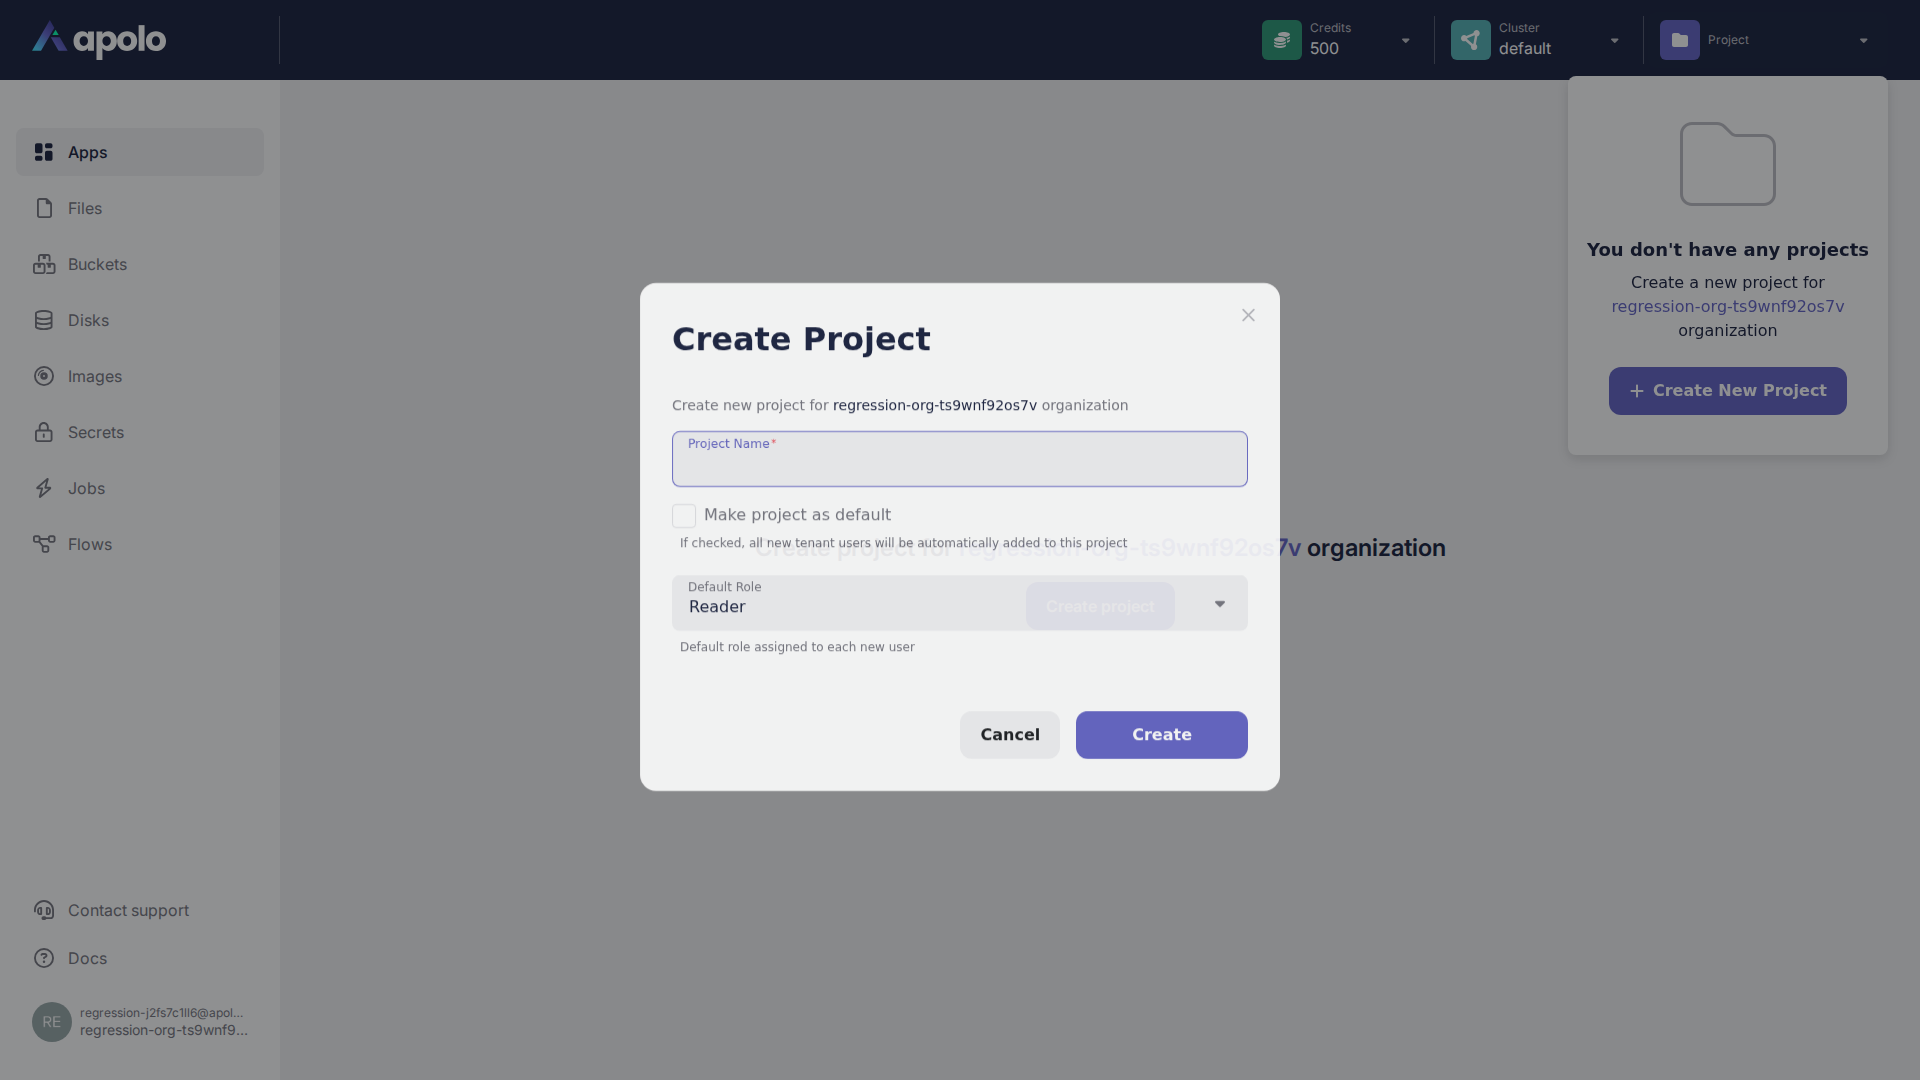 apolo
Credits
500
Cluster
default
Project
Apps
Files
Buckets
Disks
Images
Secrets
Jobs
Flows
Contact support
Docs
RE
regression-j2fs7c1ll6@apol...
regression-org-ts9wnf9...
You don't have any projects
Create a new project for
regression-org-ts9wnf92os7v
organization
+ Create New Project
Create Project
Create new project for regression-org-ts9wnf92os7v organization
Project Name*
Make project as default
If checked, all new tenant users will be automatically added to this project
Create project for regression-org-ts9wnf92os7v organization
Default Role
Reader
Create project
Default role assigned to each new user
Cancel
Create